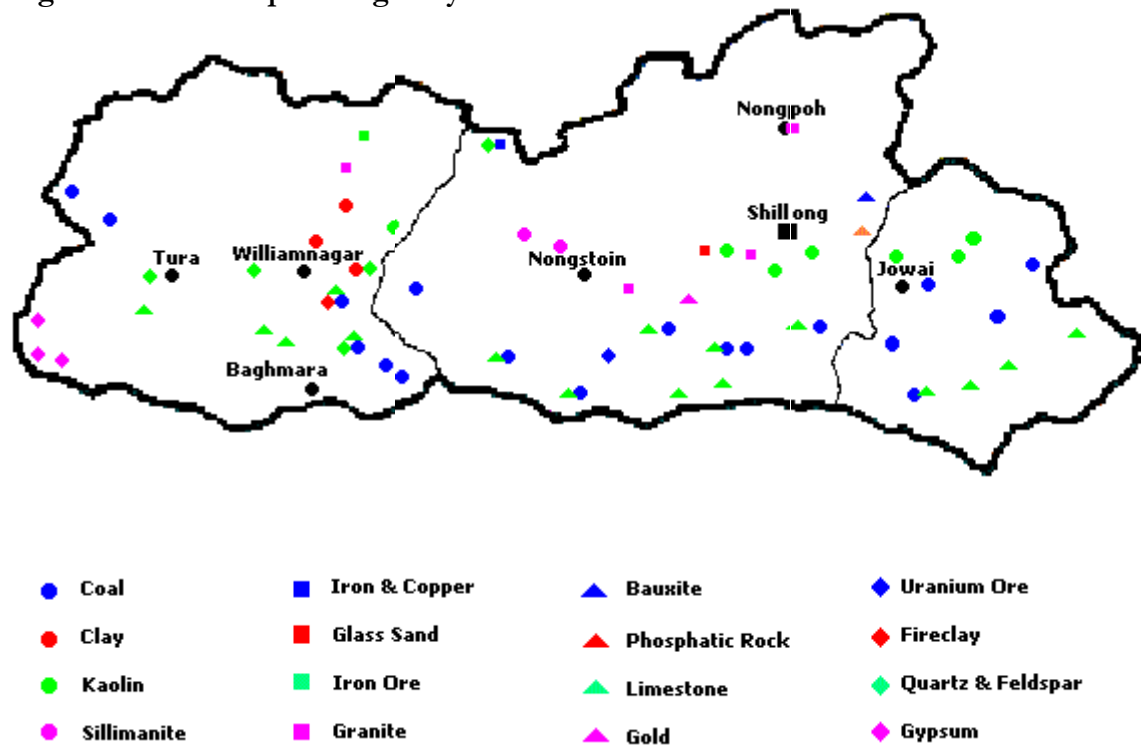 Nongpoh
Shillong
Tura
Williamnagar
Nongstoin
Jowai
Baghmara
Coal
Iron & Copper
Bauxite
Uranium Ore
Clay
Glass Sand
Phosphatic Rock
Fireclay
Kaolin
Iron Ore
Limestone
Quartz & Feldspar
Sillimanite
Granite
Gold
Gypsum